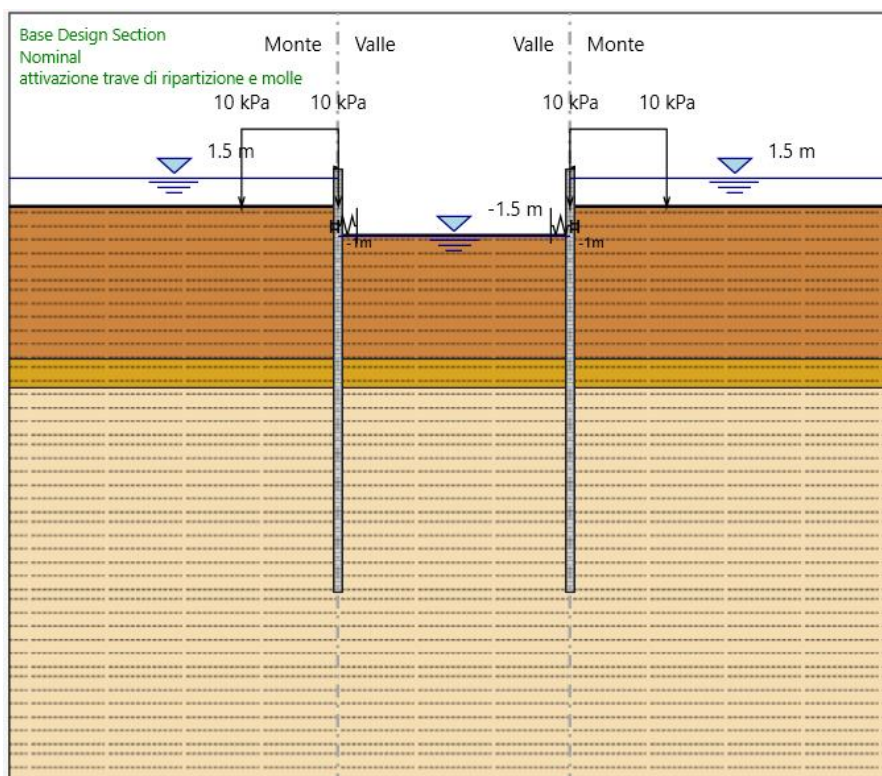 Base Design Section
Nominal
attivazione trave di ripartizione e molle
Monte Valle Valle Monte
10 kPa 10 kPa 10 kPa 10 kPa
1.5 m 1.5 m
-1.5 m
-1m -1m